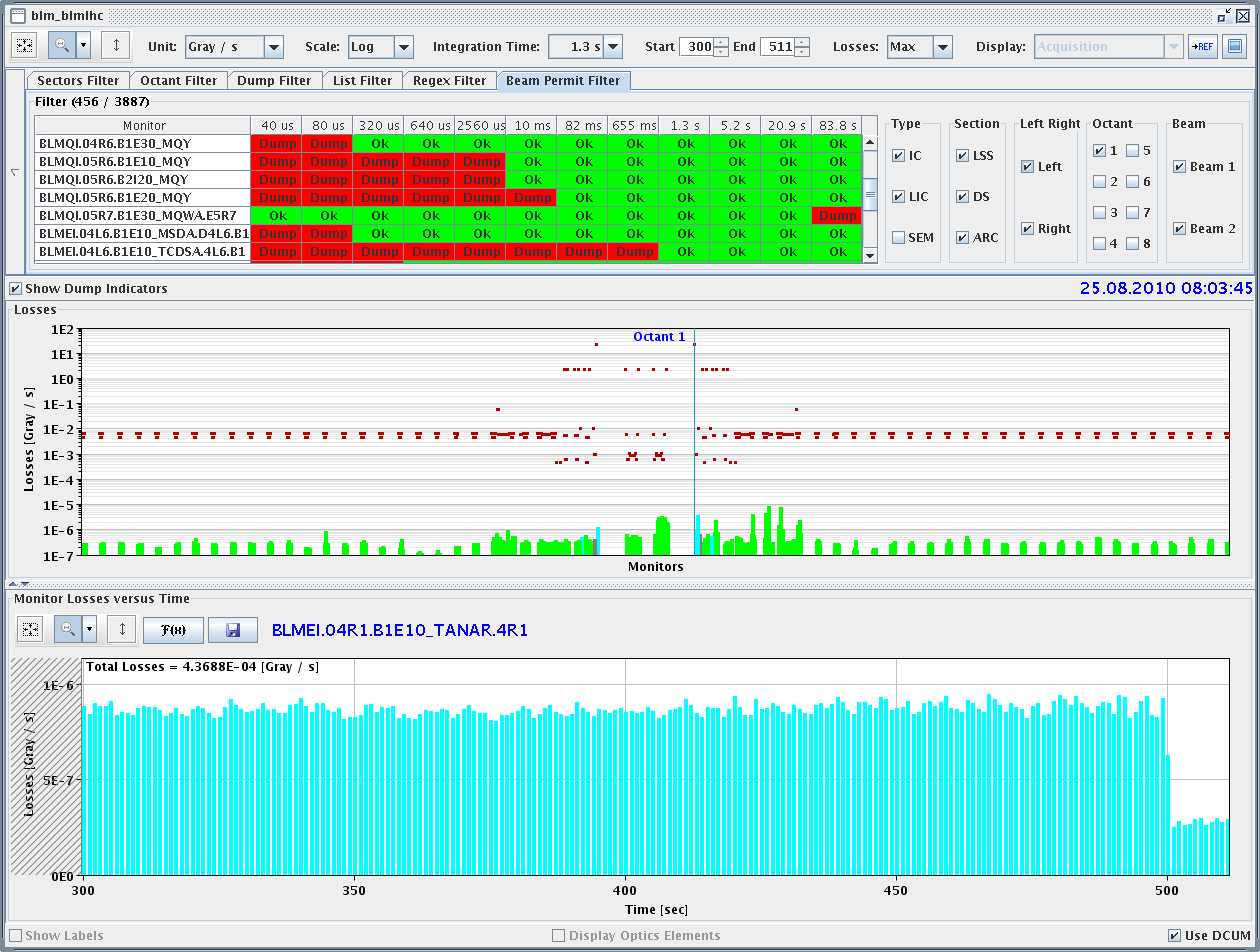 blm_blmlhc
Unit: Gray / s Scale: Log Integration Time: 1.3 s Start 300 End 511 Losses: Max Display: Acquisition →REF
Sectors Filter Octant Filter Dump Filter List Filter Regex Filter Beam Permit Filter
Filter (456 / 3887)
Monitor 40 us 80 us 320 us 640 us 2560 us 10 ms 82 ms 655 ms 1.3 s 5.2 s 20.9 s 83.8 s
BLMQI.04R6.B1E30_MQY Dump Dump Ok Ok Ok Ok Ok Ok Ok Ok Ok Ok
BLMQI.05R6.B1E10_MQY Dump Dump Dump Dump Dump Ok Ok Ok Ok Ok Ok Ok
BLMQI.05R6.B2I20_MQY Dump Dump Dump Dump Dump Ok Ok Ok Ok Ok Ok Ok
BLMQI.05R6.B1E20_MQY Dump Dump Dump Dump Dump Dump Ok Ok Ok Ok Ok Ok
BLMQI.05R7.B1E30_MQWA.E5R7 Ok Ok Ok Ok Ok Ok Ok Ok Ok Ok Ok Dump
BLMEI.04L6.B1E10_MSDA.D4L6.B1 Dump Dump Ok Ok Ok Ok Ok Ok Ok Ok Ok Ok
BLMEI.04L6.B1E10_TCDSA.4L6.B1 Dump Dump Dump Dump Dump Dump Dump Dump Ok Ok Ok Ok
Type
IC
LIC
SEM
Section
LSS
DS
ARC
Left Right
Left
Right
Octant
1 5
2 6
3 7
4 8
Beam
Beam 1
Beam 2
Show Dump Indicators 25.08.2010 08:03:45
Losses
Losses [Gray / s]
1E2
1E1
1E0
1E-1
1E-2
1E-3
1E-4
1E-5
1E-6
1E-7
Octant 1
Monitors
Monitor Losses versus Time
F(x) BLMEI.04R1.B1E10_TANAR.4R1
Total Losses = 4.3688E-04 [Gray / s]
Losses [Gray / s]
1E-6
5E-7
0E0
300 350 400 450 500
Time [sec]
Show Labels Display Optics Elements Use DCUM